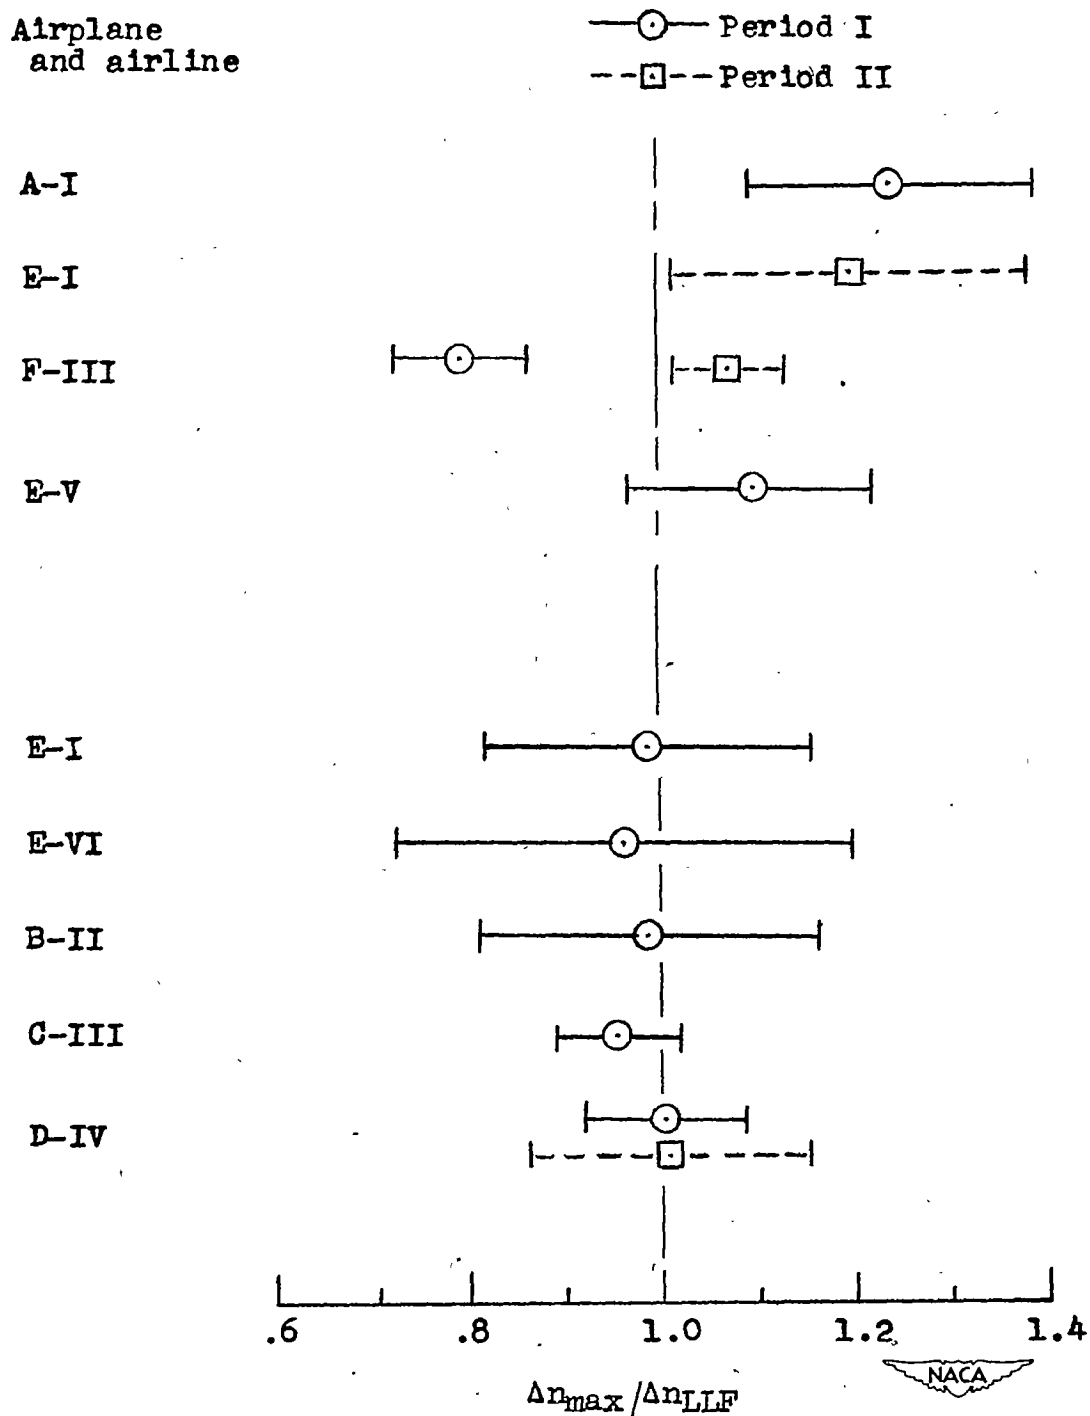 Airplane
and airline
Period I
Period II
A-I
E-I
F-III
E-V
E-I
E-VI
B-II
C-III
D-IV
.6 .8 1.0 1.2 1.4
Δnmax/ΔnLLF
NACA